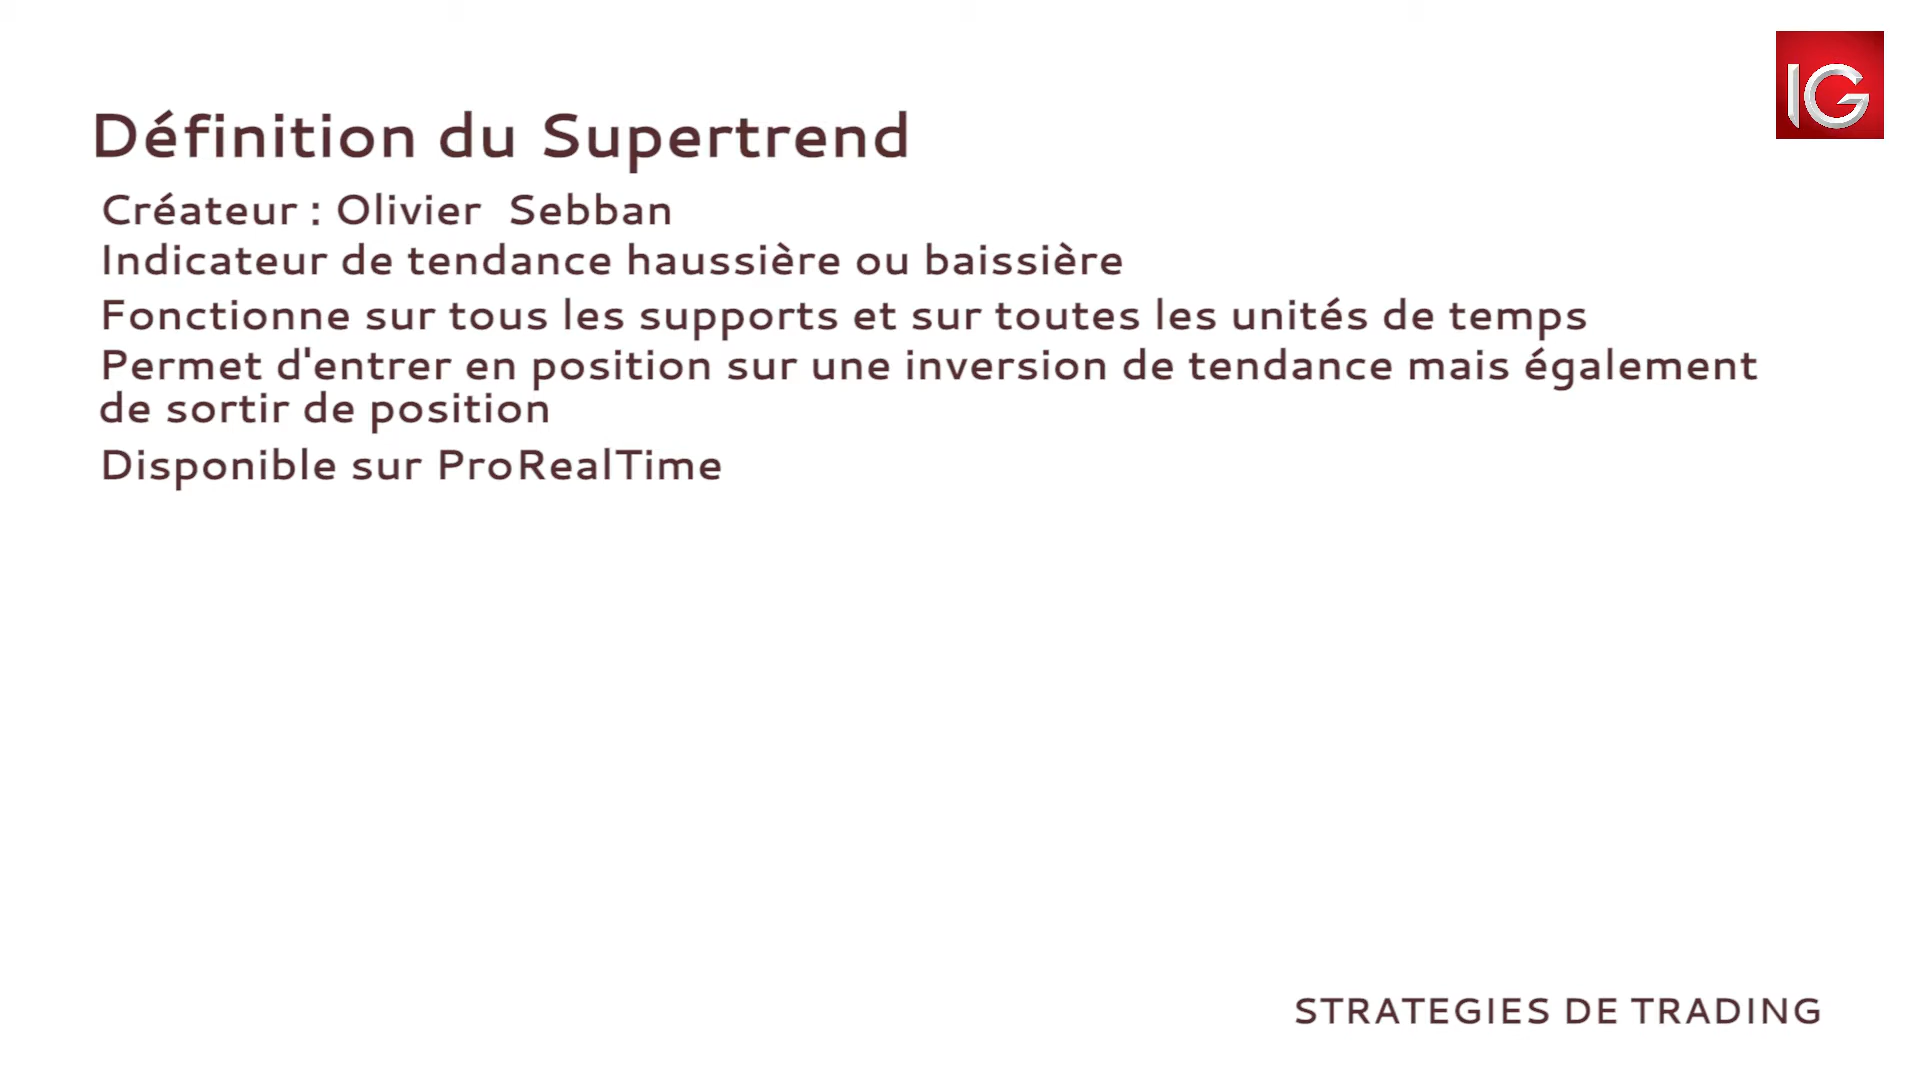 IG
Définition du Supertrend
Créateur : Olivier Sebban
Indicateur de tendance haussière ou baissière
Fonctionne sur tous les supports et sur toutes les unités de temps
Permet d'entrer en position sur une inversion de tendance mais également
de sortir de position
Disponible sur ProRealTime
STRATEGIES DE TRADING